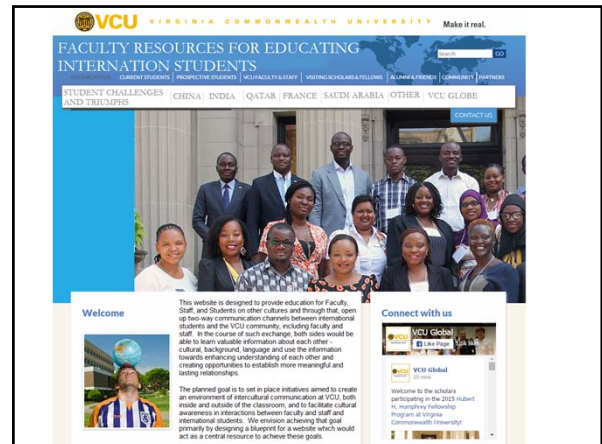 VCU VIRGINIA COMMONWEALTH UNIVERSITY Make it real.
FACULTY RESOURCES FOR EDUCATING
INTERNATION STUDENTS
Search GO
RESOURCES FOR CURRENT STUDENTS PROSPECTIVE STUDENTS VCU FACULTY & STAFF VISITING SCHOLARS & FELLOWS ALUMNI & FRIENDS COMMUNITY PARTNERS
STUDENT CHALLENGES
AND TRIUMPHS
CHINA INDIA QATAR FRANCE SAUDI ARABIA OTHER VCU GLOBE
CONTACT US
Welcome
This website is designed to provide education for Faculty,
Staff, and Students on other cultures and through that, open
up two-way communication channels between international
students and the VCU community, including faculty and
staff. In the course of such exchange, both sides would be
able to learn valuable information about each other -
cultural, background, language and use the information
towards enhancing understanding of each other and
creating opportunities to establish more meaningful and
lasting relationships.
The planned goal is to set in place initiatives aimed to create
an environment of intercultural communication at VCU, both
inside and outside of the classroom, and to facilitate cultural
awareness in interactions between faculty and staff and
international students. We envision achieving that goal
primarily by designing a blueprint for a website which would
act as a central resource to achieve these goals.
Connect with us
VCU Global
Like Page
VCU Global
20 mins
Welcome to the scholars
participating in the 2015 Hubert
H. Humphrey Fellowship
Program at Virginia
Commonwealth University!